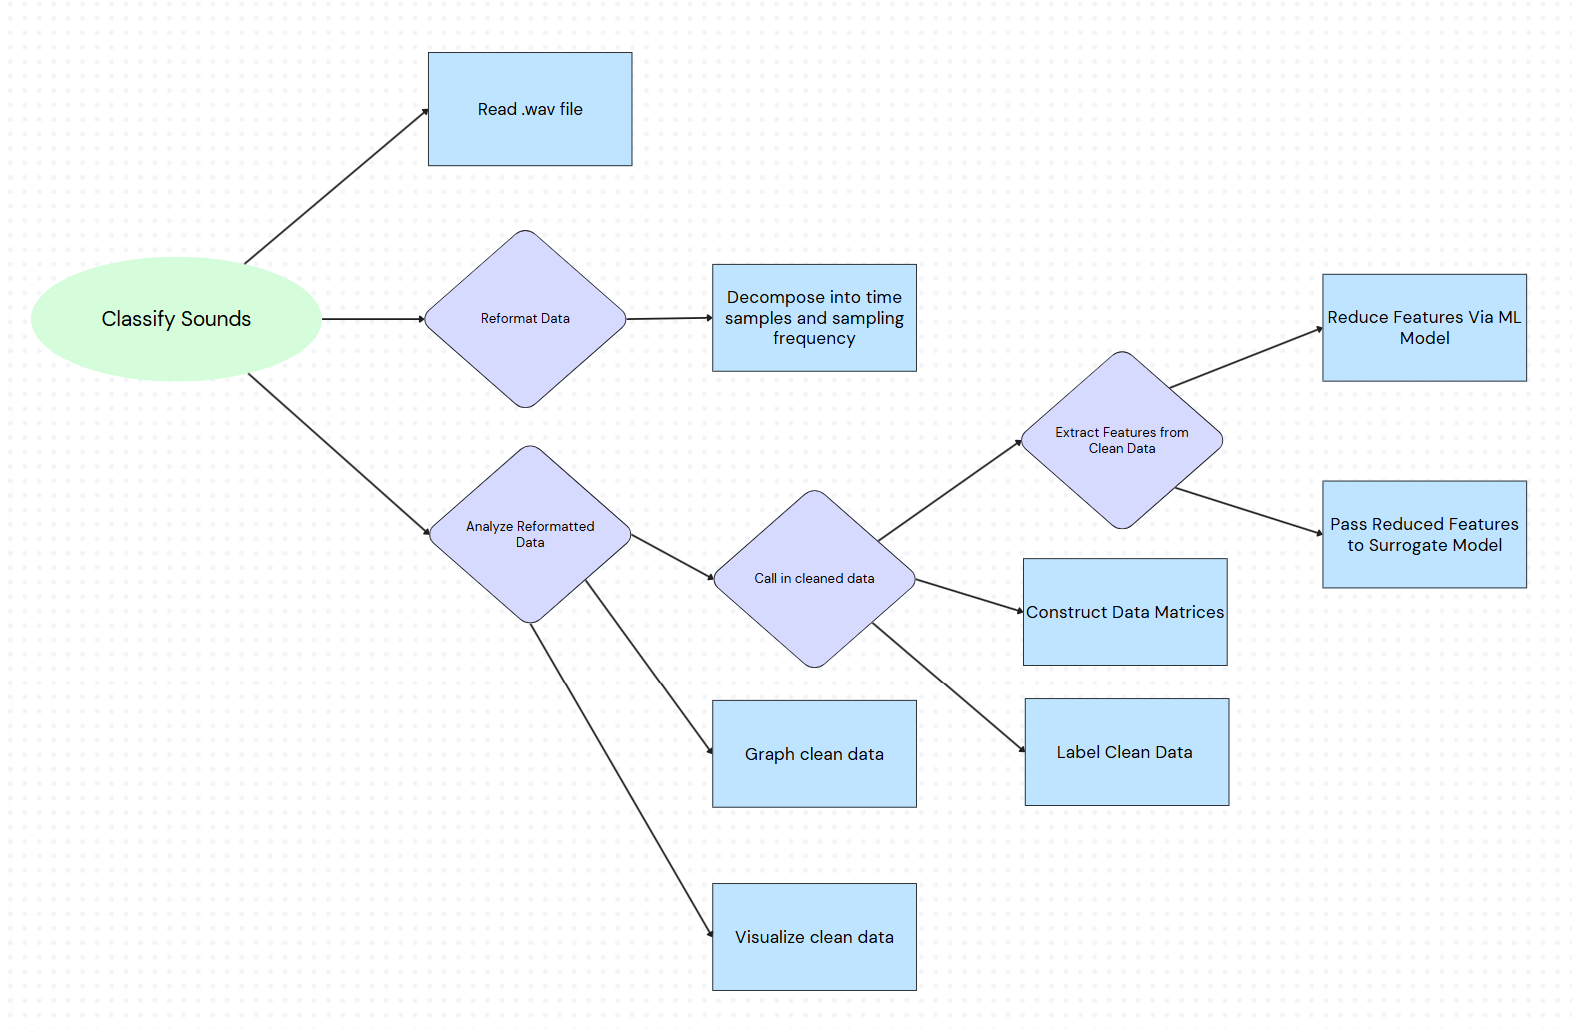 Read .wav file
Classify Sounds
Reformat Data
Decompose into time
samples and sampling
frequency
Reduce Features Via ML
Model
Extract Features from
Clean Data
Analyze Reformatted
Data
Pass Reduced Features
to Surrogate Model
Call in cleaned data
Construct Data Matrices
Graph clean data
Label Clean Data
Visualize clean data